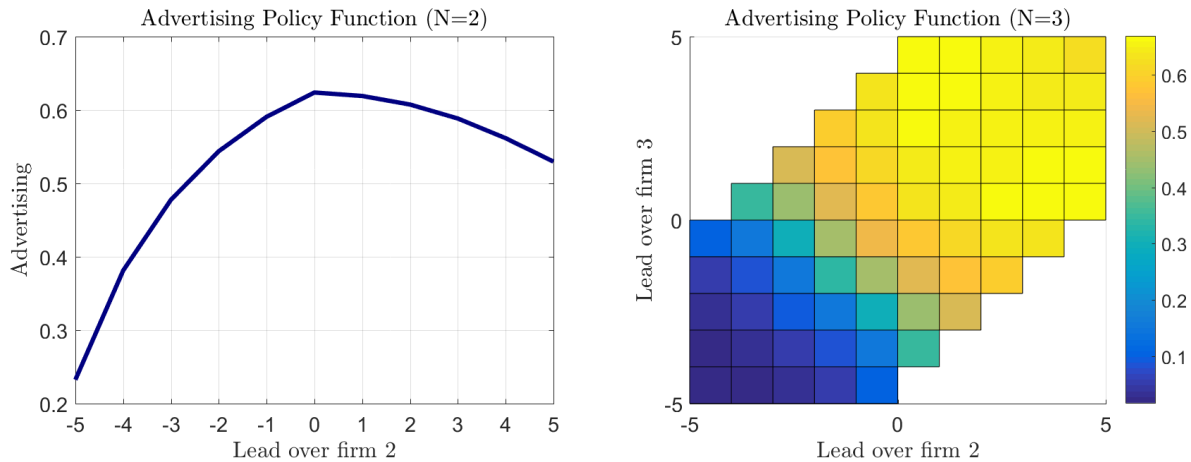 Advertising Policy Function (N=2)
0.7
0.6
0.5
0.4
0.3
0.2
Advertising
-5 -4 -3 -2 -1 0 1 2 3 4 5
Lead over firm 2
Advertising Policy Function (N=3)
5
0
-5
Lead over firm 3
-5 0 5
Lead over firm 2
0.6
0.5
0.4
0.3
0.2
0.1